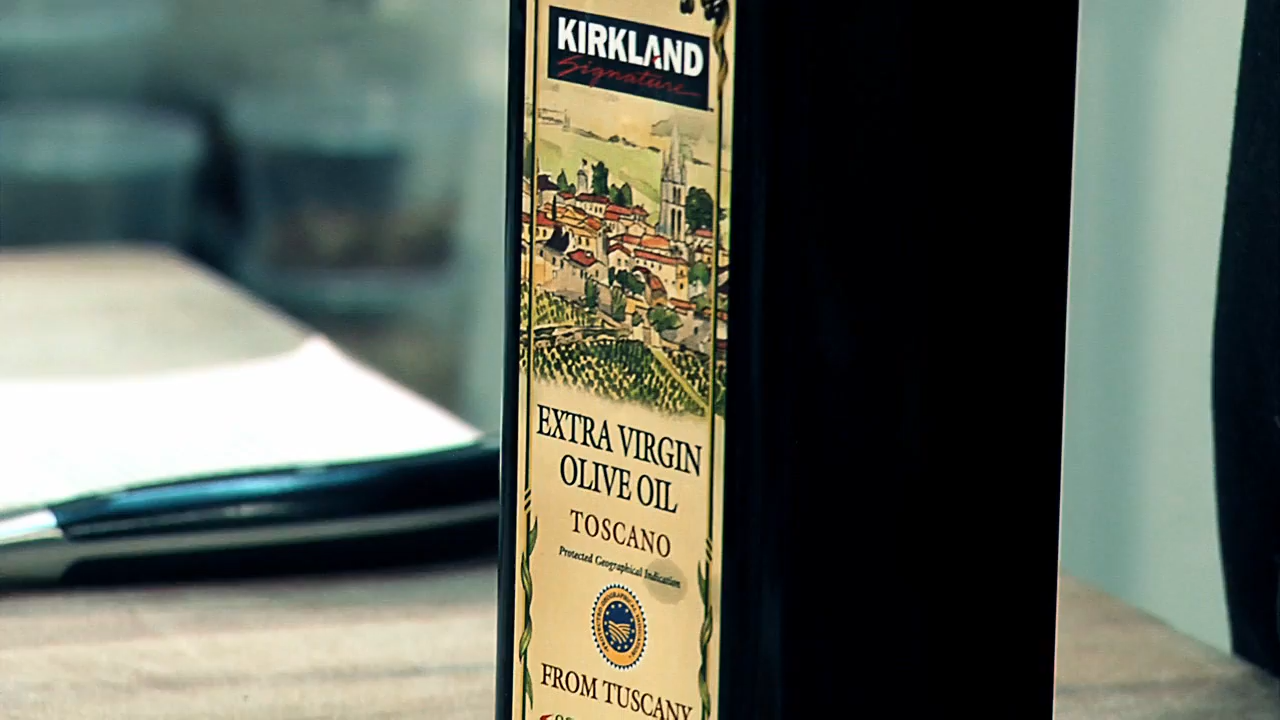 KIRKLAND
Signature
EXTRA VIRGIN
OLIVE OIL
TOSCANO
Protected Geographical Indication
FROM TUSCANY